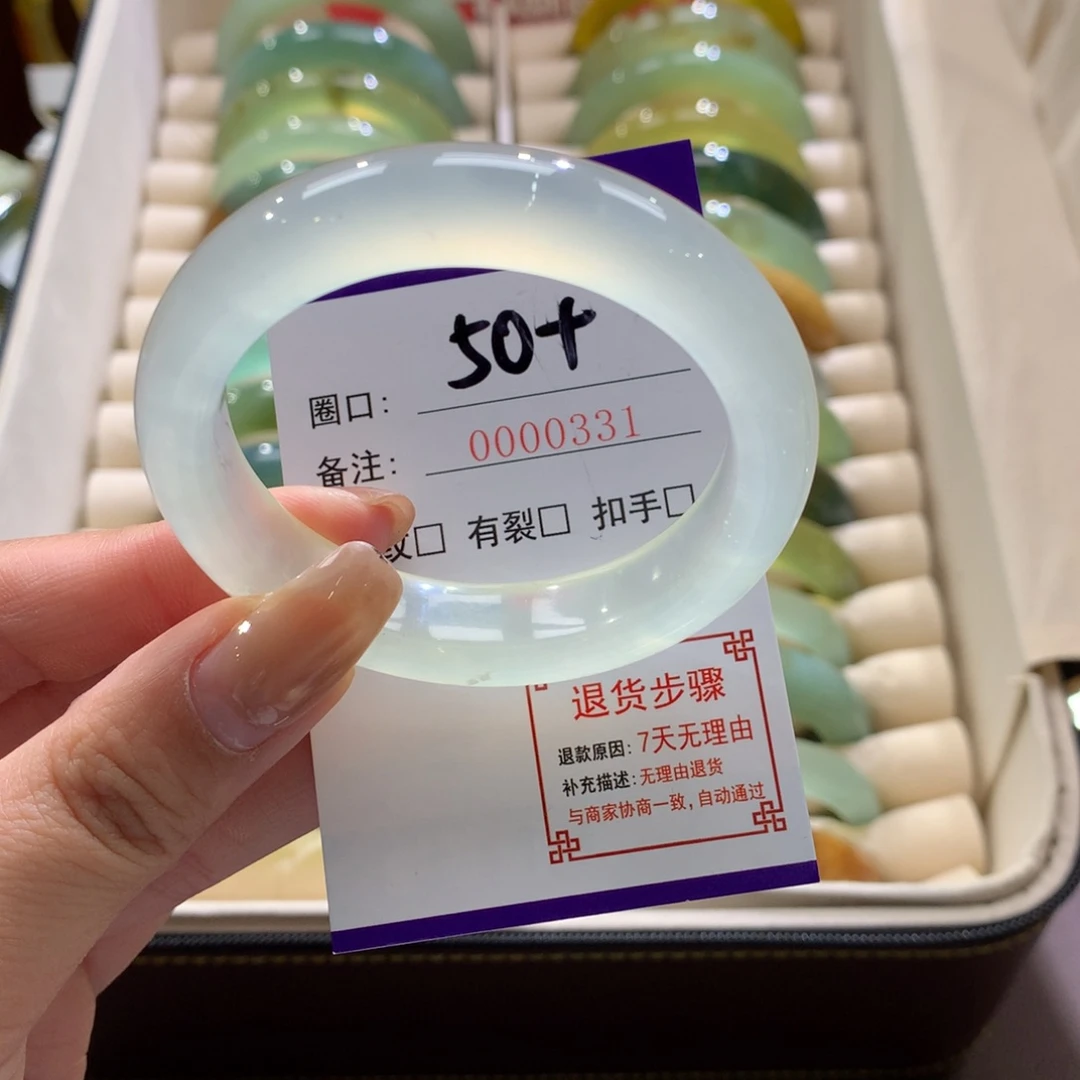 50+
圈口:
0000331
备注:
纹□ 有裂□ 扣手□
退货步骤
退款原因:7天无理由
补充描述:无理由退货
与商家协商一致,自动通过